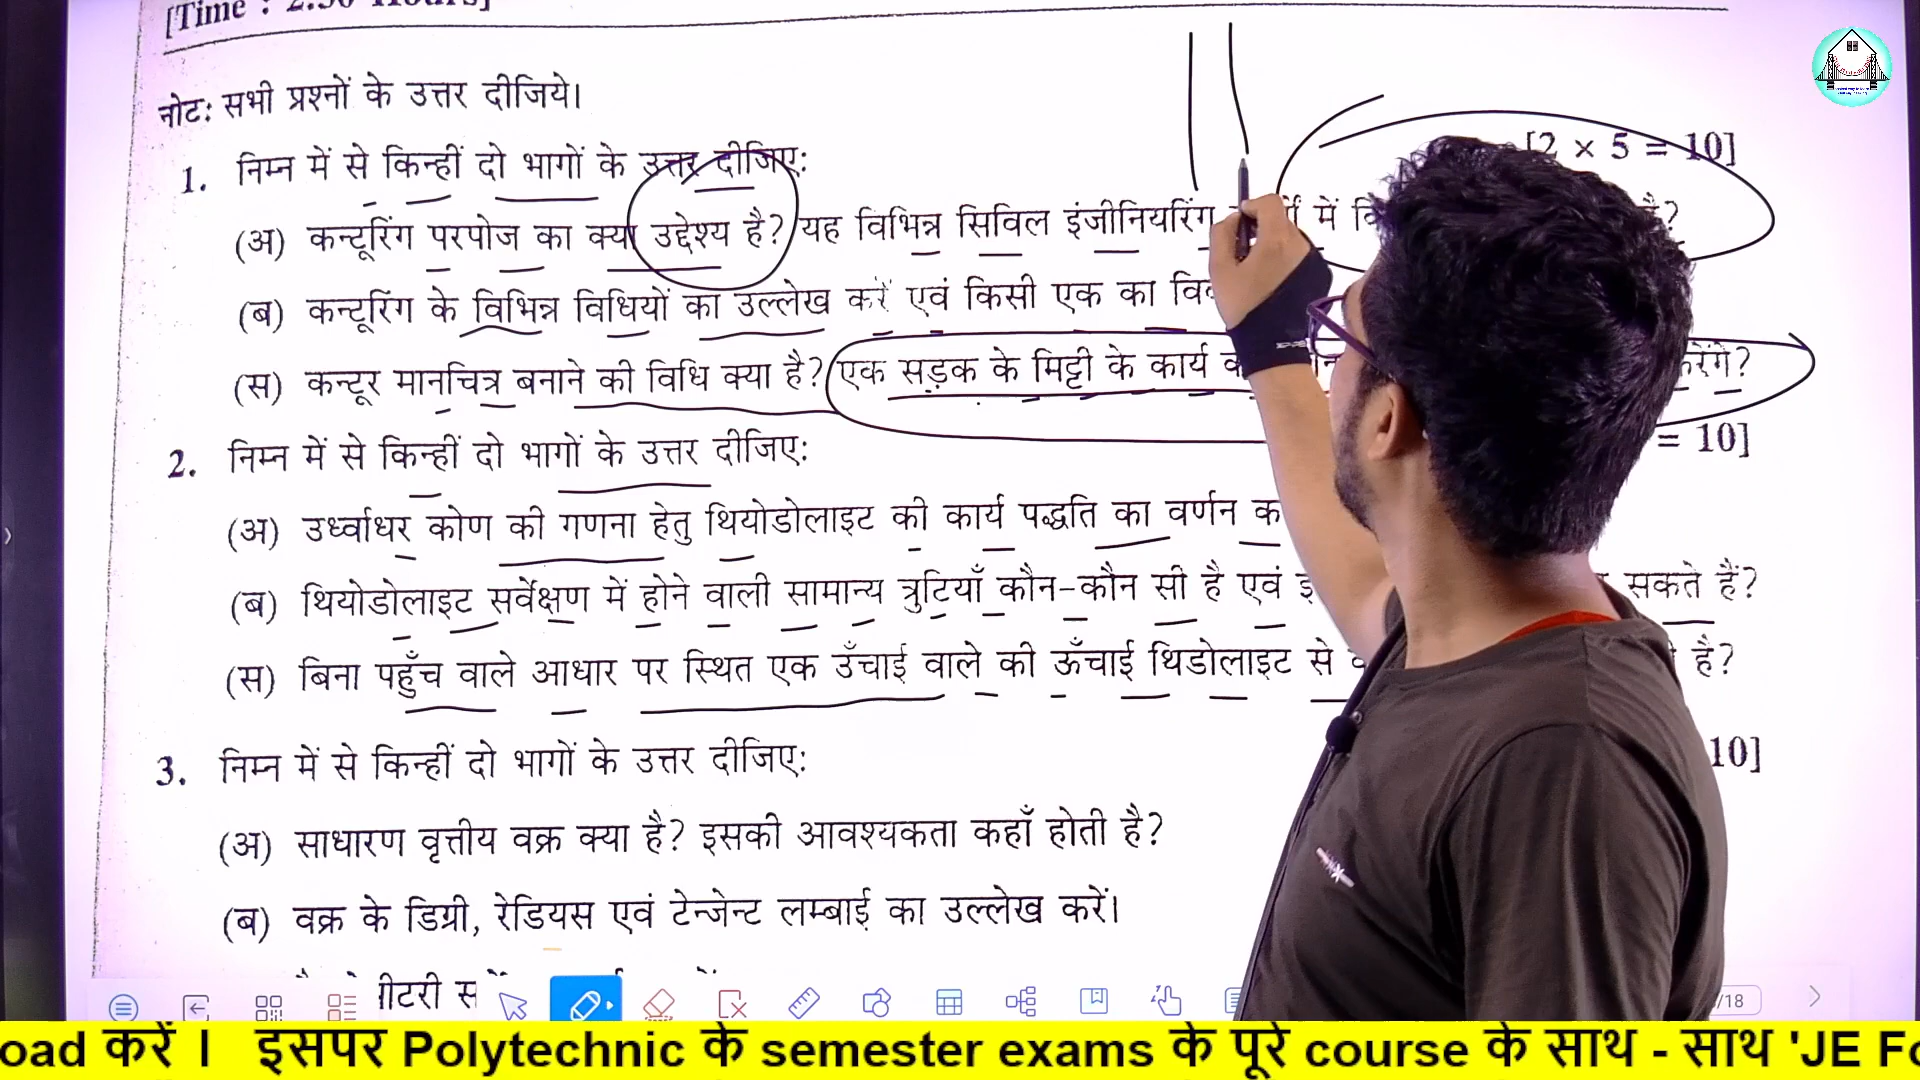 [Time : 2:30 Hours]
नोटः सभी प्रश्नों के उत्तर दीजिये।
1. निम्न में से किन्हीं दो भागों के उत्तर दीजिएः [2 × 5 = 10]
(अ) कन्टूरिंग परपोज का क्या उद्देश्य है? यह विभिन्न सिविल इंजीनियरिंग में है?
(ब) कन्टूरिंग के विभिन्न विधियों का उल्लेख करें एवं किसी एक का
(स) कन्टूर मानचित्र बनाने की विधि क्या है? एक सड़क के मिट्टी के कार्य करेंगे?
2. निम्न में से किन्हीं दो भागों के उत्तर दीजिएः = 10]
(अ) उर्ध्वाधर कोण की गणना हेतु थियोडोलाइट की कार्य पद्धति का वर्णन
(ब) थियोडोलाइट सर्वेक्षण में होने वाली सामान्य त्रुटियाँ कौन-कौन सी है एवं सकते हैं?
(स) बिना पहुँच वाले आधार पर स्थित एक उँचाई वाले की ऊँचाई थिडोलाइट से है?
3. निम्न में से किन्हीं दो भागों के उत्तर दीजिएः 10]
(अ) साधारण वृत्तीय वक्र क्या है? इसकी आवश्यकता कहाँ होती है?
(ब) वक्र के डिग्री, रेडियस एवं टेन्जेन्ट लम्बाई का उल्लेख करें।
/18
oad करें । इसपर Polytechnic के semester exams के पूरे course के साथ - साथ 'JE Fo